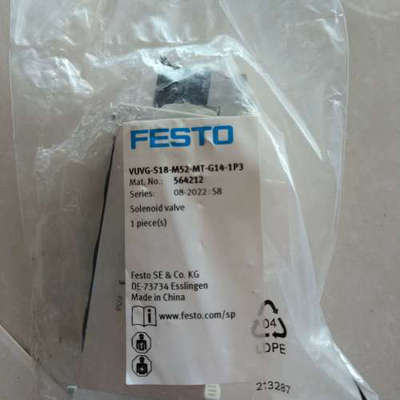 FESTO
VUVG-S18-M52-MT-G14-1P3
Mat. No.: 564212
Series: 08-2022 S8
Solenoid valve
1 piece(s)
Festo SE & Co. KG
DE-73734 Esslingen
Made in China
www.festo.com/sp
04
LDPE
213287